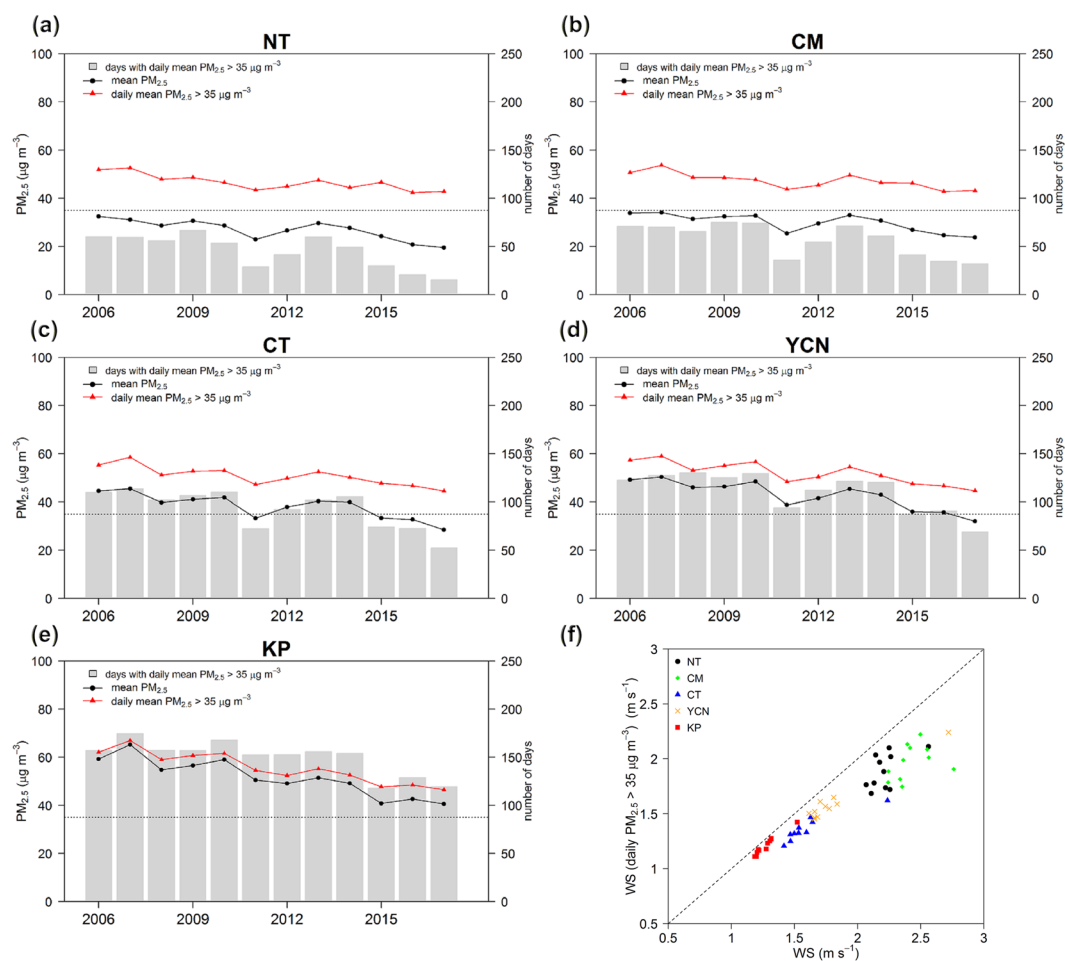 (a)
NT
days with daily mean PM2.5 > 35 μg m−3
mean PM2.5
daily mean PM2.5 > 35 μg m−3
PM2.5 (μg m−3)
number of days
100
80
60
40
20
0
250
200
150
100
50
0
2006 2009 2012 2015
(b)
CM
days with daily mean PM2.5 > 35 μg m−3
mean PM2.5
daily mean PM2.5 > 35 μg m−3
PM2.5 (μg m−3)
number of days
100
80
60
40
20
0
250
200
150
100
50
0
2006 2009 2012 2015
(c)
CT
days with daily mean PM2.5 > 35 μg m−3
mean PM2.5
daily mean PM2.5 > 35 μg m−3
PM2.5 (μg m−3)
number of days
100
80
60
40
20
0
250
200
150
100
50
0
2006 2009 2012 2015
(d)
YCN
days with daily mean PM2.5 > 35 μg m−3
mean PM2.5
daily mean PM2.5 > 35 μg m−3
PM2.5 (μg m−3)
number of days
100
80
60
40
20
0
250
200
150
100
50
0
2006 2009 2012 2015
(e)
KP
days with daily mean PM2.5 > 35 μg m−3
mean PM2.5
daily mean PM2.5 > 35 μg m−3
PM2.5 (μg m−3)
number of days
100
80
60
40
20
0
250
200
150
100
50
0
2006 2009 2012 2015
(f)
NT
CM
CT
YCN
KP
WS (daily PM2.5 > 35 μg m−3) (m s−1)
3
2.5
2
1.5
1
0.5
0.5 1 1.5 2 2.5 3
WS (m s−1)